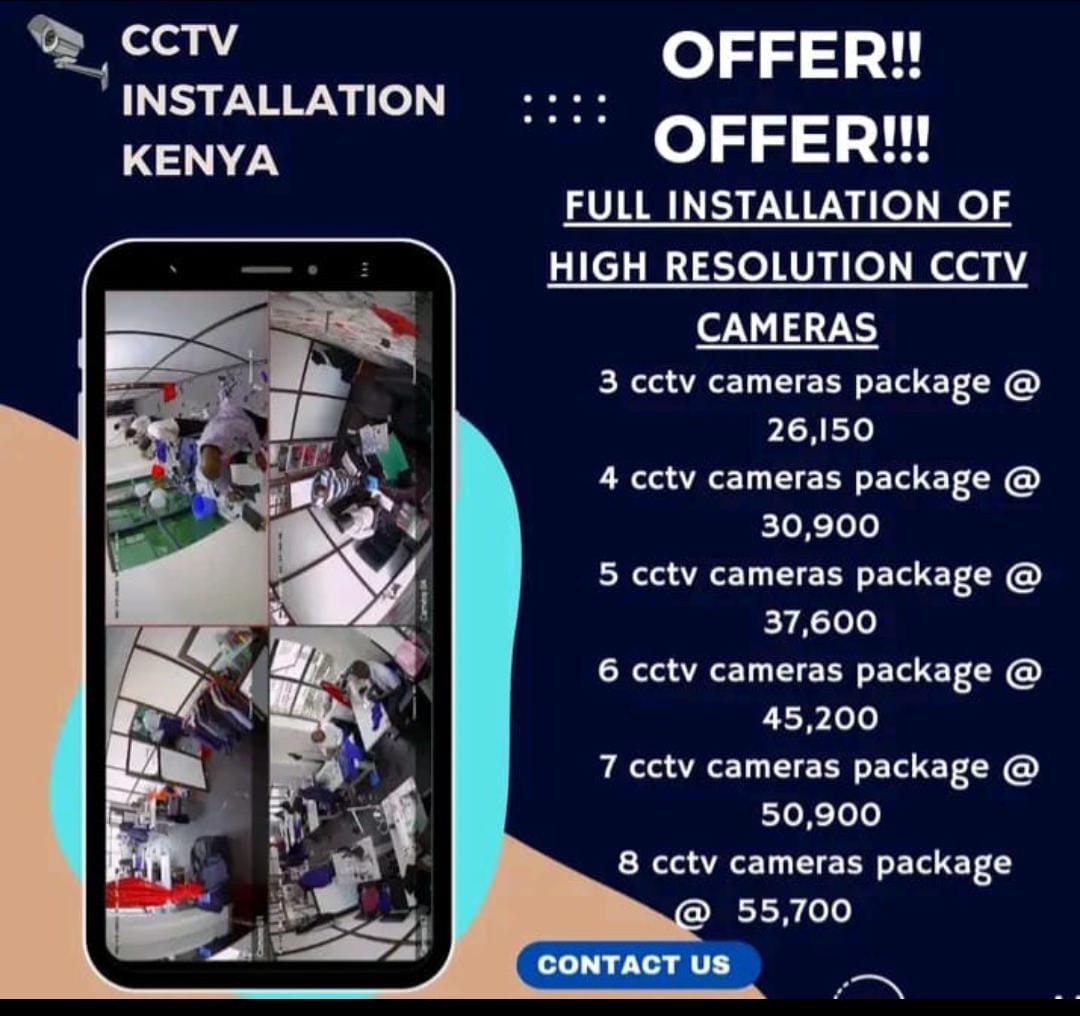 CCTV
INSTALLATION
KENYA
OFFER!!
OFFER!!!
FULL INSTALLATION OF
HIGH RESOLUTION CCTV
CAMERAS
3 cctv cameras package @
26,150
4 cctv cameras package @
30,900
5 cctv cameras package @
37,600
6 cctv cameras package @
45,200
7 cctv cameras package @
50,900
8 cctv cameras package
@ 55,700
CONTACT US